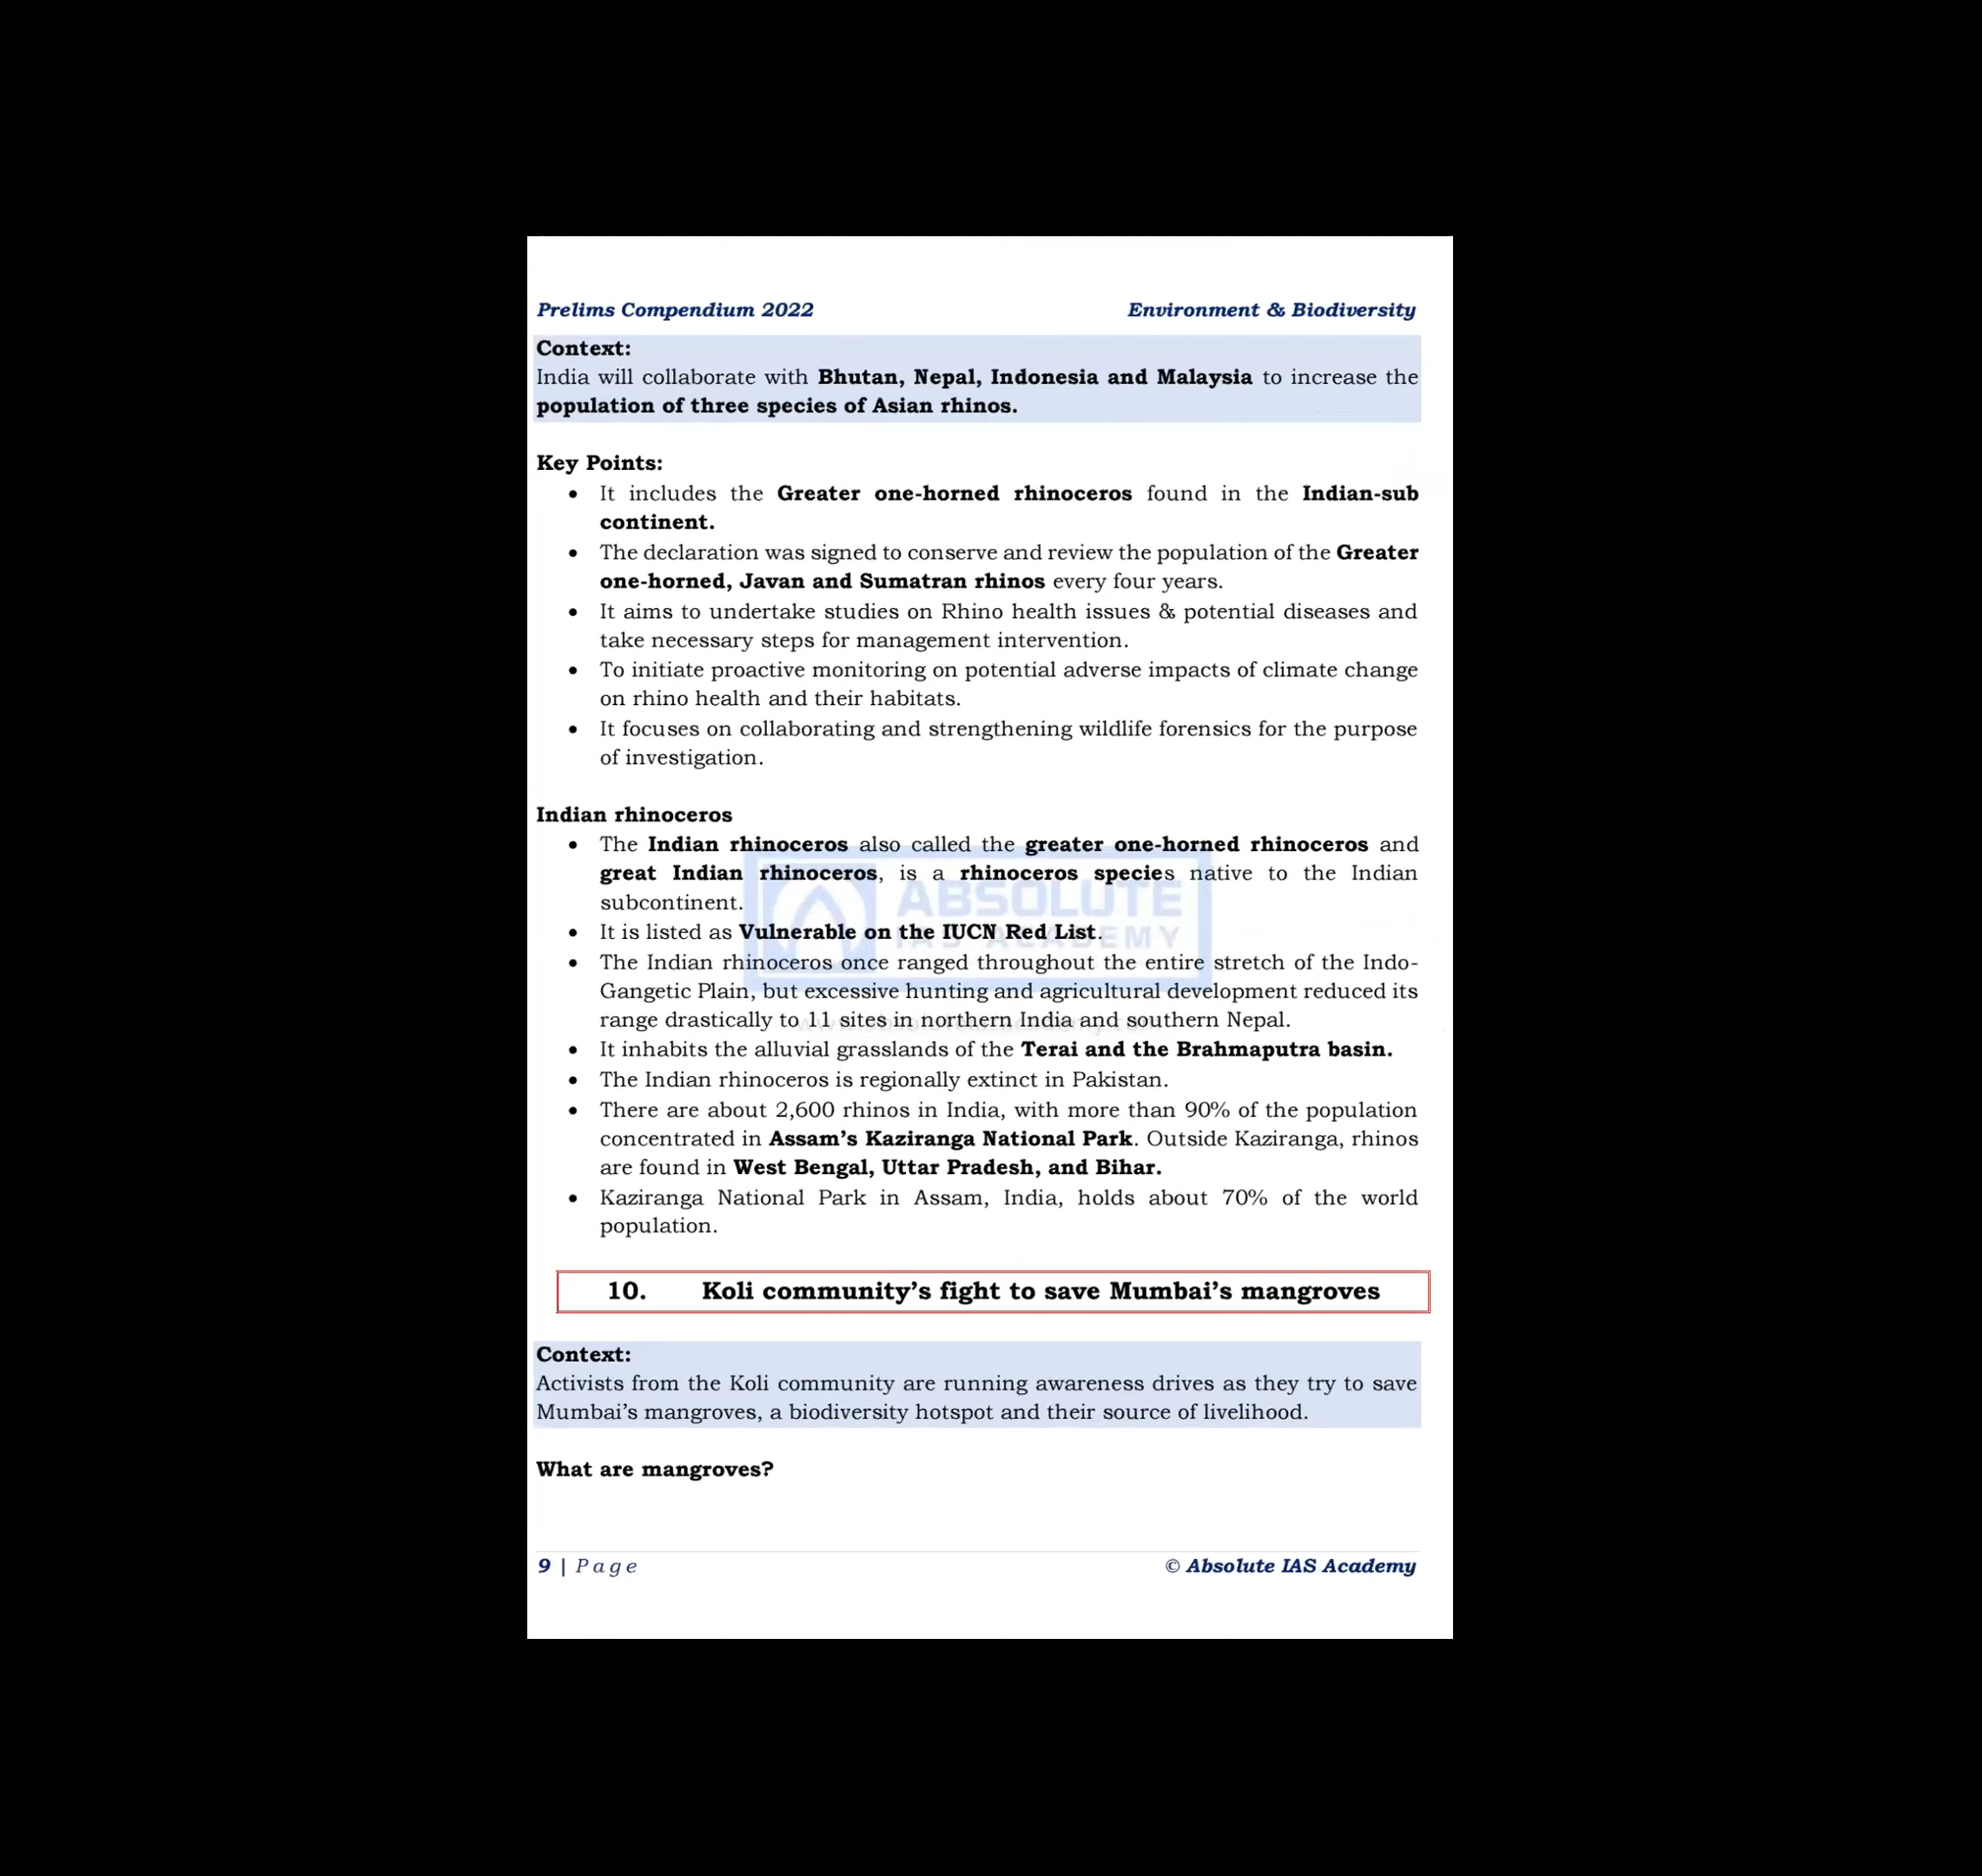 Prelims Compendium 2022 Environment & Biodiversity
Context:
India will collaborate with Bhutan, Nepal, Indonesia and Malaysia to increase the
population of three species of Asian rhinos.
Key Points:
• It includes the Greater one-horned rhinoceros found in the Indian-sub
continent.
• The declaration was signed to conserve and review the population of the Greater
one-horned, Javan and Sumatran rhinos every four years.
• It aims to undertake studies on Rhino health issues & potential diseases and
take necessary steps for management intervention.
• To initiate proactive monitoring on potential adverse impacts of climate change
on rhino health and their habitats.
• It focuses on collaborating and strengthening wildlife forensics for the purpose
of investigation.
Indian rhinoceros
• The Indian rhinoceros also called the greater one-horned rhinoceros and
great Indian rhinoceros, is a rhinoceros species native to the Indian
subcontinent.
ABSOLUTE
IAS ACADEMY
• It is listed as Vulnerable on the IUCN Red List.
• The Indian rhinoceros once ranged throughout the entire stretch of the Indo-
Gangetic Plain, but excessive hunting and agricultural development reduced its
range drastically to 11 sites in northern India and southern Nepal.
• It inhabits the alluvial grasslands of the Terai and the Brahmaputra basin.
• The Indian rhinoceros is regionally extinct in Pakistan.
• There are about 2,600 rhinos in India, with more than 90% of the population
concentrated in Assam's Kaziranga National Park. Outside Kaziranga, rhinos
are found in West Bengal, Uttar Pradesh, and Bihar.
• Kaziranga National Park in Assam, India, holds about 70% of the world
population.
10. Koli community's fight to save Mumbai's mangroves
Context:
Activists from the Koli community are running awareness drives as they try to save
Mumbai's mangroves, a biodiversity hotspot and their source of livelihood.
What are mangroves?
9 | Page © Absolute IAS Academy